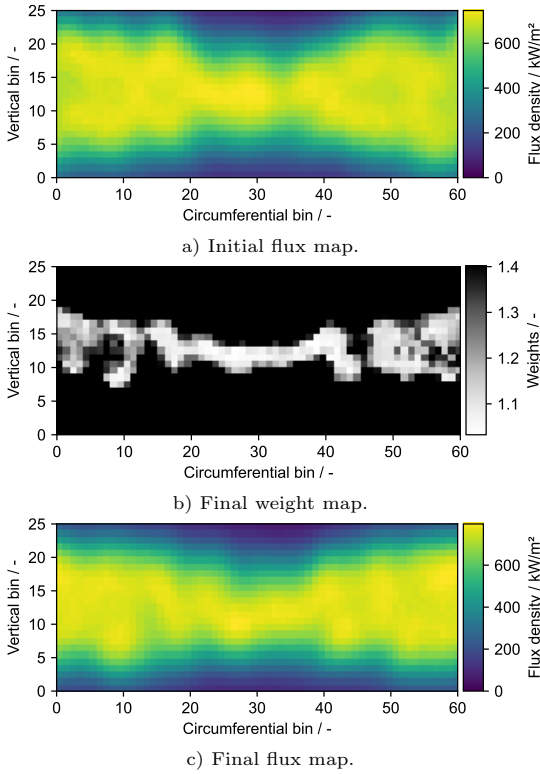 25
20
15
10
5
0
Vertical bin / -
0 10 20 30 40 50 60
Circumferential bin / -
600
400
200
0
Flux density / kW/m²
a) Initial flux map.
25
20
15
10
5
0
Vertical bin / -
0 10 20 30 40 50 60
Circumferential bin / -
1.4
1.3
1.2
1.1
Weights / -
b) Final weight map.
25
20
15
10
5
0
Vertical bin / -
0 10 20 30 40 50 60
Circumferential bin / -
600
400
200
0
Flux density / kW/m²
c) Final flux map.